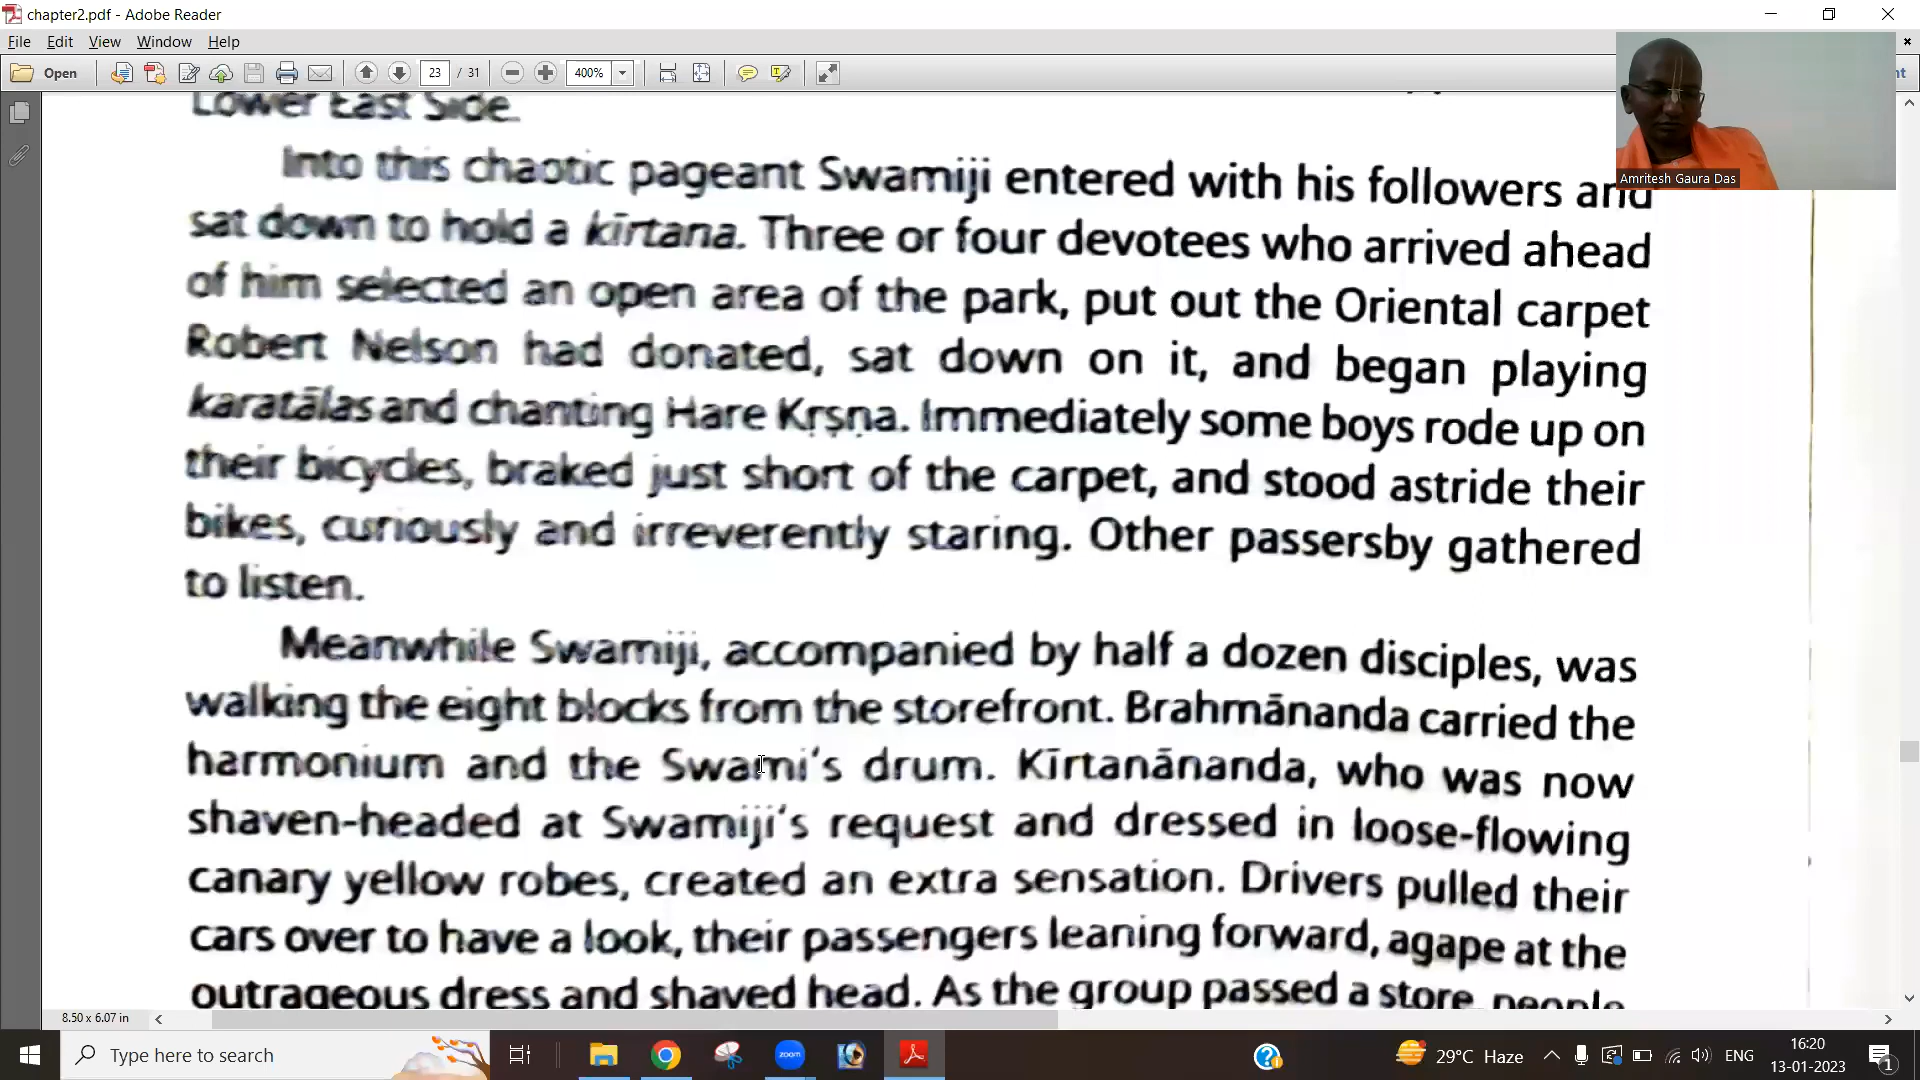 chapter2.pdf - Adobe Reader
File Edit View Window Help
Open 23 / 31 400%
Lower East Side.
Into this chaotic pageant Swamiji entered with his followers and
sat down to hold a kīrtana. Three or four devotees who arrived ahead
of him selected an open area of the park, put out the Oriental carpet
Robert Nelson had donated, sat down on it, and began playing
karatālas and chanting Hare Kṛṣṇa. Immediately some boys rode up on
their bicycles, braked just short of the carpet, and stood astride their
bikes, curiously and irreverently staring. Other passersby gathered
to listen.
Meanwhile Swamiji, accompanied by half a dozen disciples, was
walking the eight blocks from the storefront. Brahmānanda carried the
harmonium and the Swami's drum. Kīrtanānanda, who was now
shaven-headed at Swamiji's request and dressed in loose-flowing
canary yellow robes, created an extra sensation. Drivers pulled their
cars over to have a look, their passengers leaning forward, agape at the
outrageous dress and shaved head. As the group passed a store, people
Amritesh Gaura Das
8.50 x 6.07 in
Type here to search
zoom
29°C Haze
ENG
16:20
13-01-2023
1